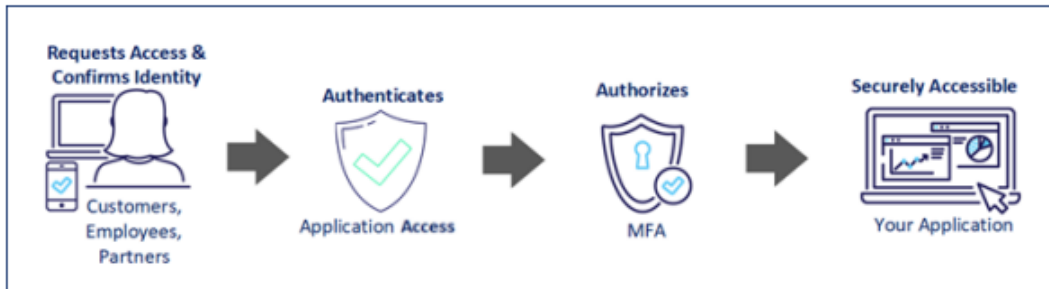 Requests Access &
Confirms Identity
Customers,
Employees,
Partners
Authenticates
Application Access
Authorizes
MFA
Securely Accessible
Your Application